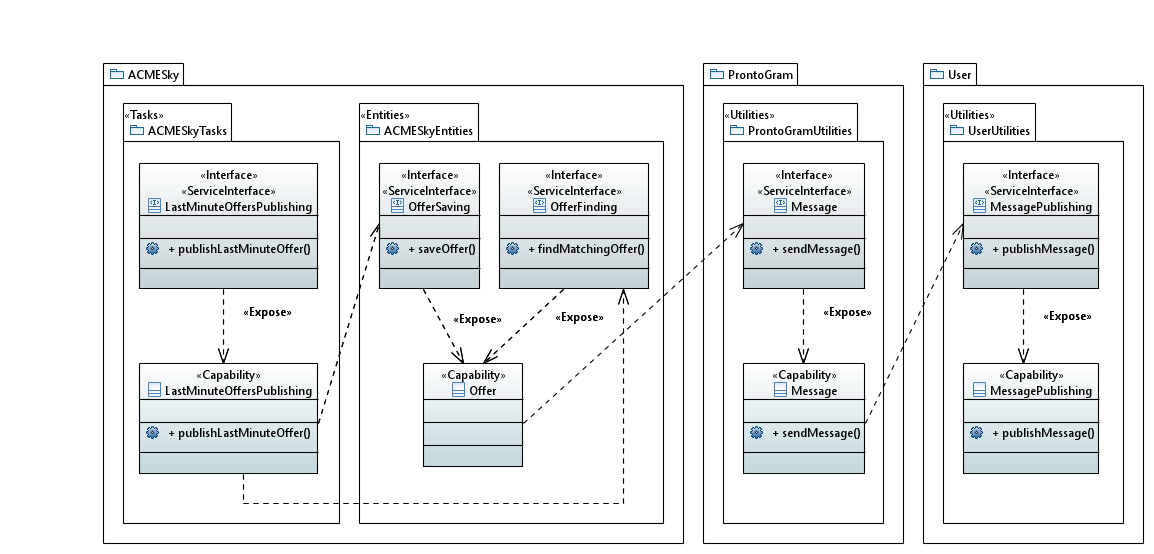 ACMESky
«Tasks»
ACMESkyTasks
«Interface»
«ServiceInterface»
LastMinuteOffersPublishing
+ publishLastMinuteOffer()
«Expose»
«Capability»
LastMinuteOffersPublishing
+ publishLastMinuteOffer()
«Entities»
ACMESkyEntities
«Interface»
«ServiceInterface»
OfferSaving
+ saveOffer()
«Interface»
«ServiceInterface»
OfferFinding
+ findMatchingOffer()
«Expose»
«Expose»
«Capability»
Offer
ProntoGram
«Utilities»
ProntoGramUtilities
«Interface»
«ServiceInterface»
Message
+ sendMessage()
«Expose»
«Capability»
Message
+ sendMessage()
User
«Utilities»
UserUtilities
«Interface»
«ServiceInterface»
MessagePublishing
+ publishMessage()
«Expose»
«Capability»
MessagePublishing
+ publishMessage()